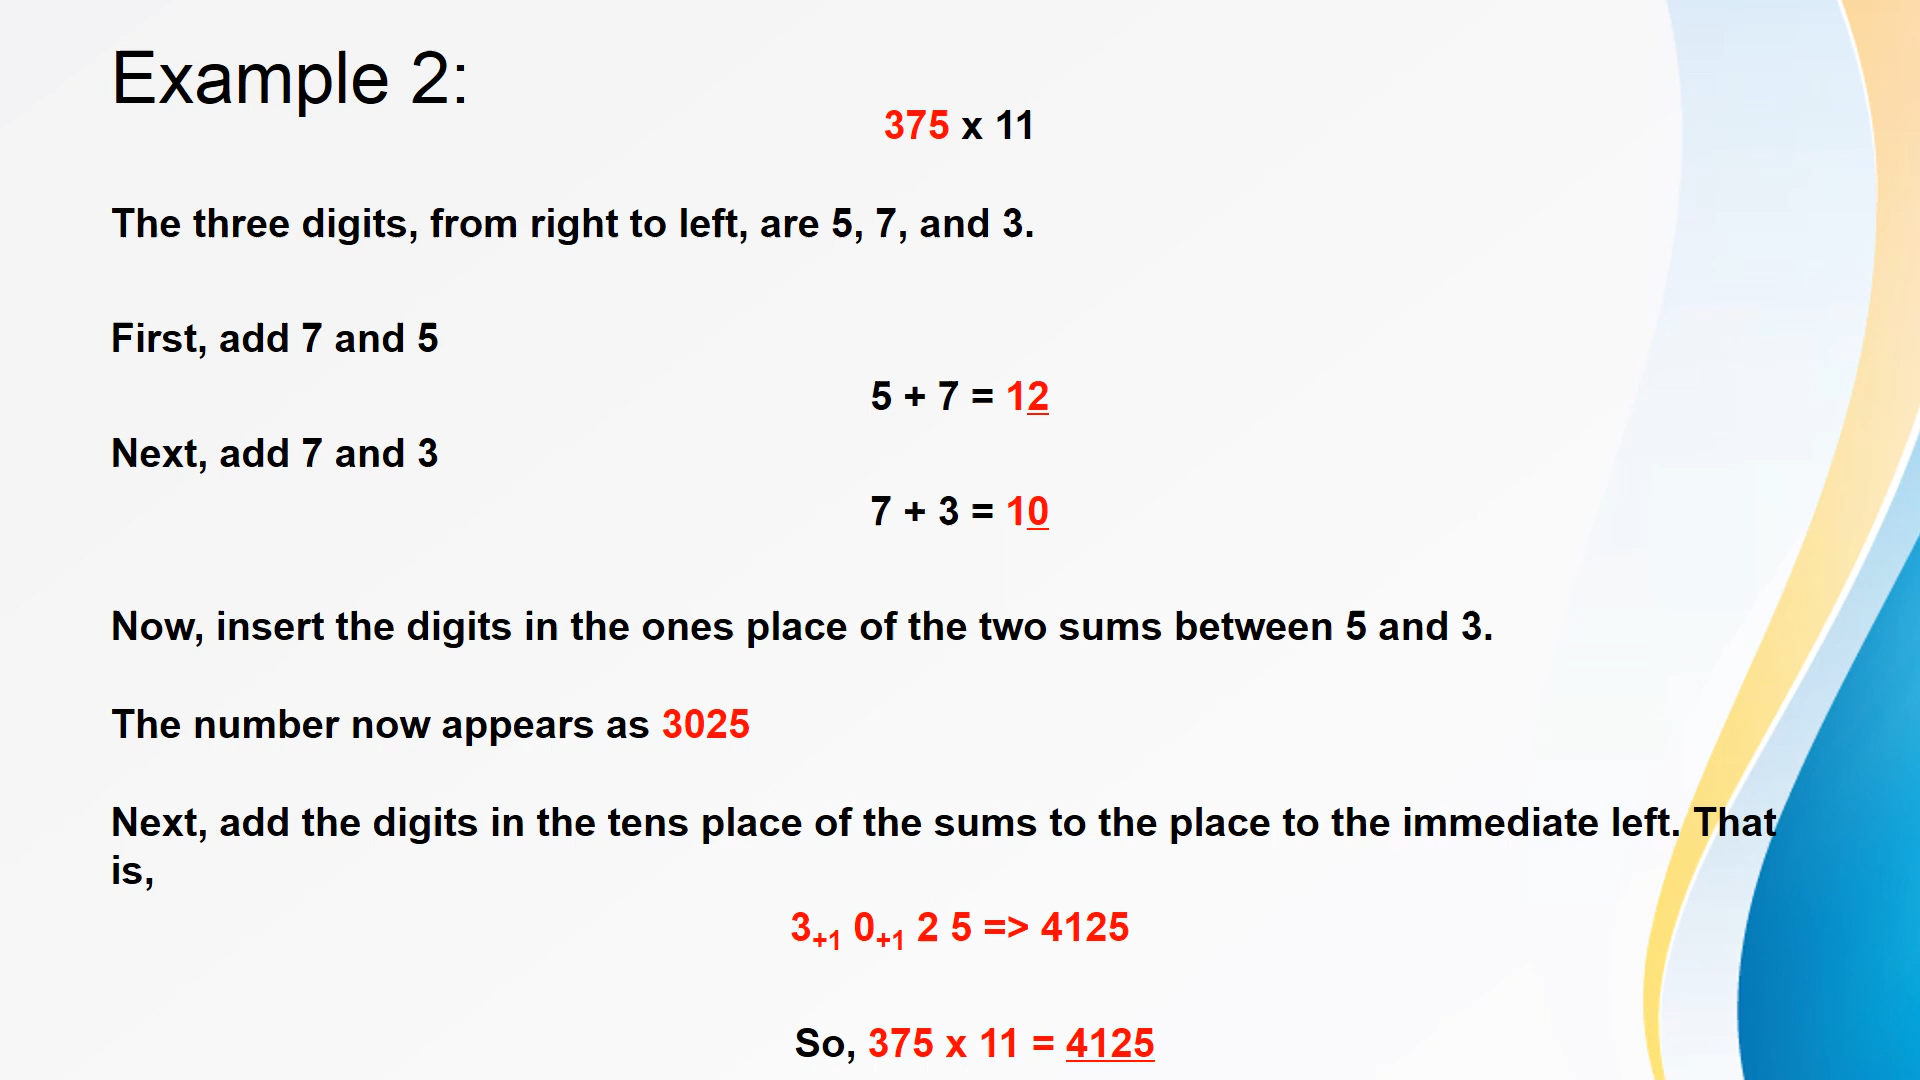 Example 2:
375 x 11
The three digits, from right to left, are 5, 7, and 3.
First, add 7 and 5
5 + 7 = 12
Next, add 7 and 3
7 + 3 = 10
Now, insert the digits in the ones place of the two sums between 5 and 3.
The number now appears as 3025
Next, add the digits in the tens place of the sums to the place to the immediate left. That
is,
3+1 0+1 2 5 => 4125
So, 375 x 11 = 4125